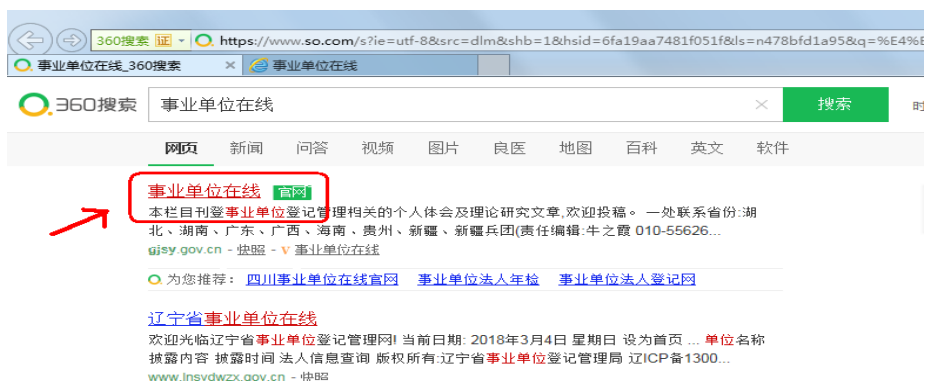 360搜索 证 https://www.so.com/s?ie=utf-8&src=dlm&shb=1&hsid=6fa19aa7481f051f&ls=n478bfd1a95&q=%E4%E
事业单位在线_360搜索 × 事业单位在线
360搜索 事业单位在线 × 搜索 时
网页 新闻 问答 视频 图片 良医 地图 百科 英文 软件
事业单位在线 官网
本栏目刊登事业单位登记管理相关的个人体会及理论研究文章,欢迎投稿。 一处联系省份:湖
北、湖南、广东、广西、海南、贵州、新疆、新疆兵团(责任编辑:牛之霞 010-55626...
gjsy.gov.cn - 快照 - V 事业单位在线
为您推荐: 四川事业单位在线官网 事业单位法人年检 事业单位法人登记网
辽宁省事业单位在线
欢迎光临辽宁省事业单位登记管理网! 当前日期: 2018年3月4日 星期日 设为首页 ... 单位名称
披露内容 披露时间 法人信息查询 版权所有:辽宁省事业单位登记管理局 辽ICP备1300...
www.lnsydwzx.gov.cn - 快照